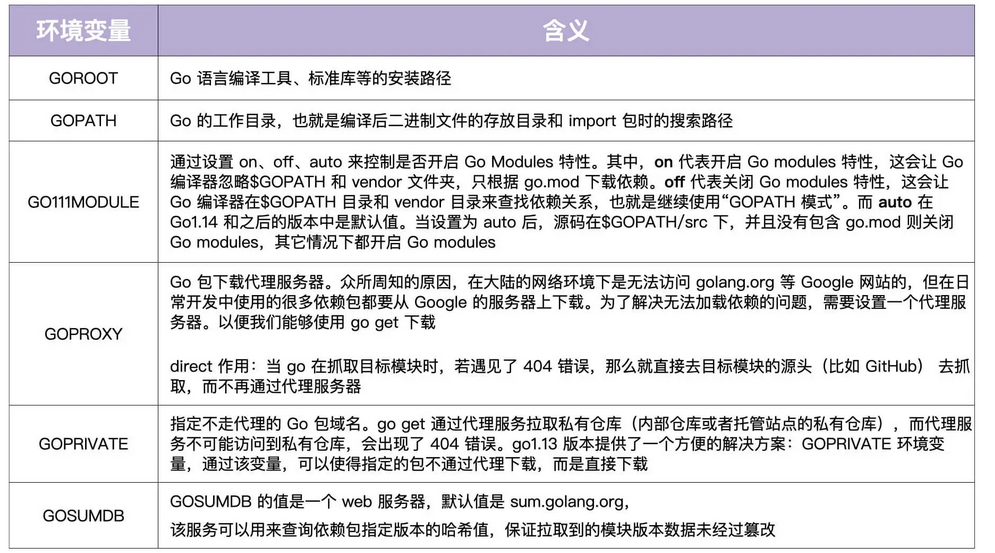 环境变量
含义
GOROOT
Go 语言编译工具、标准库等的安装路径
GOPATH
Go 的工作目录，也就是编译后二进制文件的存放目录和 import 包时的搜索路径
GO111MODULE
通过设置 on、off、auto 来控制是否开启 Go Modules 特性。其中，on 代表开启 Go modules 特性，这会让 Go
编译器忽略$GOPATH 和 vendor 文件夹，只根据 go.mod 下载依赖。off 代表关闭 Go modules 特性，这会让
Go 编译器在$GOPATH 目录和 vendor 目录来查找依赖关系，也就是继续使用“GOPATH 模式”。而 auto 在
Go1.14 和之后的版本中是默认值。当设置为 auto 后，源码在$GOPATH/src 下，并且没有包含 go.mod 则关闭
Go modules，其它情况下都开启 Go modules
GOPROXY
Go 包下载代理服务器。众所周知的原因，在大陆的网络环境下是无法访问 golang.org 等 Google 网站的，但在日
常开发中使用的很多依赖包都要从 Google 的服务器上下载。为了解决无法加载依赖的问题，需要设置一个代理服
务器。以便我们能够使用 go get 下载
direct 作用：当 go 在抓取目标模块时，若遇见了 404 错误，那么就直接去目标模块的源头（比如 GitHub） 去抓
取，而不再通过代理服务器
GOPRIVATE
指定不走代理的 Go 包域名。go get 通过代理服务拉取私有仓库（内部仓库或者托管站点的私有仓库），而代理服
务不可能访问到私有仓库，会出现了 404 错误。go1.13 版本提供了一个方便的解决方案：GOPRIVATE 环境变
量，通过该变量，可以使得指定的包不通过代理下载，而是直接下载
GOSUMDB
GOSUMDB 的值是一个 web 服务器，默认值是 sum.golang.org，
该服务可以用来查询依赖包指定版本的哈希值，保证拉取到的模块版本数据未经过篡改